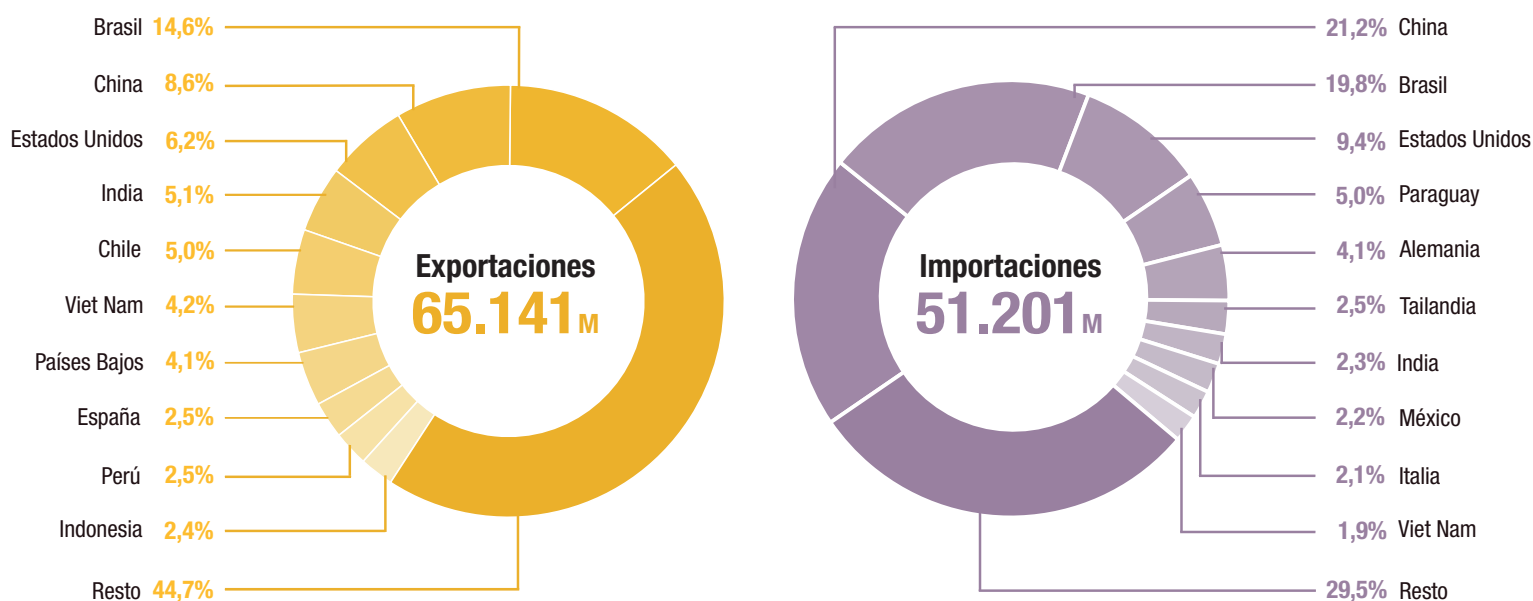 Brasil 14,6%
China 8,6%
Estados Unidos 6,2%
India 5,1%
Chile 5,0%
Viet Nam 4,2%
Países Bajos 4,1%
España 2,5%
Perú 2,5%
Indonesia 2,4%
Resto 44,7%
Exportaciones
65.141 M
21,2% China
19,8% Brasil
9,4% Estados Unidos
5,0% Paraguay
4,1% Alemania
2,5% Tailandia
2,3% India
2,2% México
2,1% Italia
1,9% Viet Nam
29,5% Resto
Importaciones
51.201 M